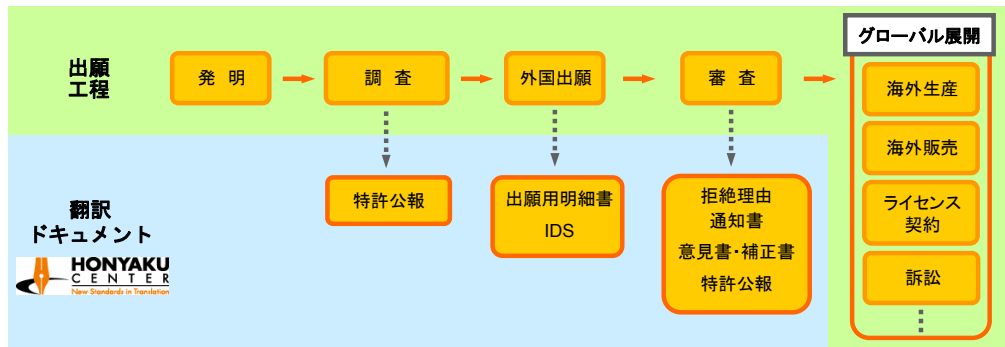 出願
工程
発 明
調 査
外国出願
審 査
グローバル展開
海外生産
海外販売
ライセンス
契約
訴訟
翻訳
ドキュメント
HONYAKU
CENTER
New Standards in Translation
特許公報
出願用明細書
IDS
拒絶理由
通知書
意見書・補正書
特許公報